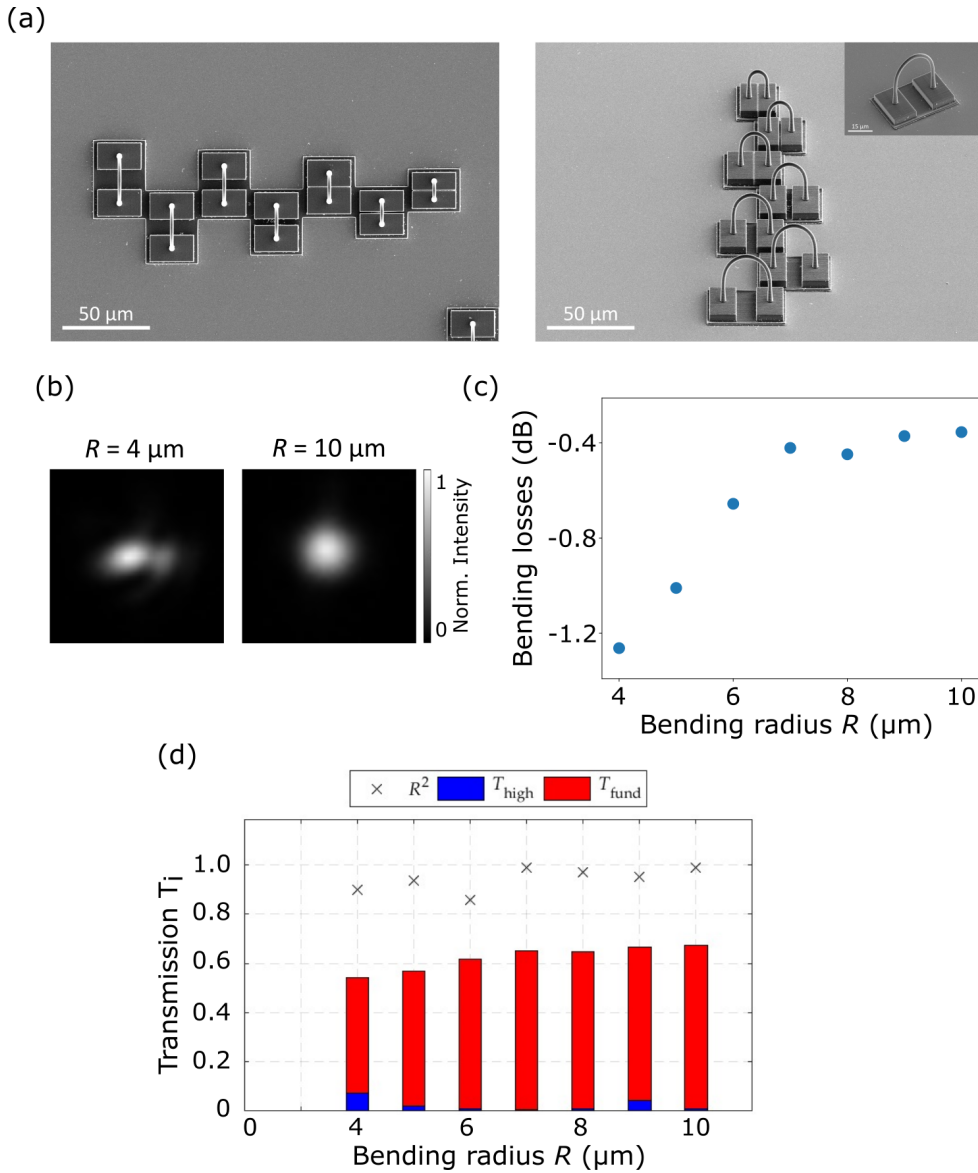 (a)
50 μm
50 μm
15 μm
(b)
R = 4 μm
R = 10 μm
1
0
Norm. Intensity
(c)
-0.4
-0.8
-1.2
Bending losses (dB)
4 6 8 10
Bending radius R (μm)
(d)
R² T_high T_fund
1.0
0.8
0.6
0.4
0.2
0
Transmission T_i
0 4 6 8 10
Bending radius R (μm)